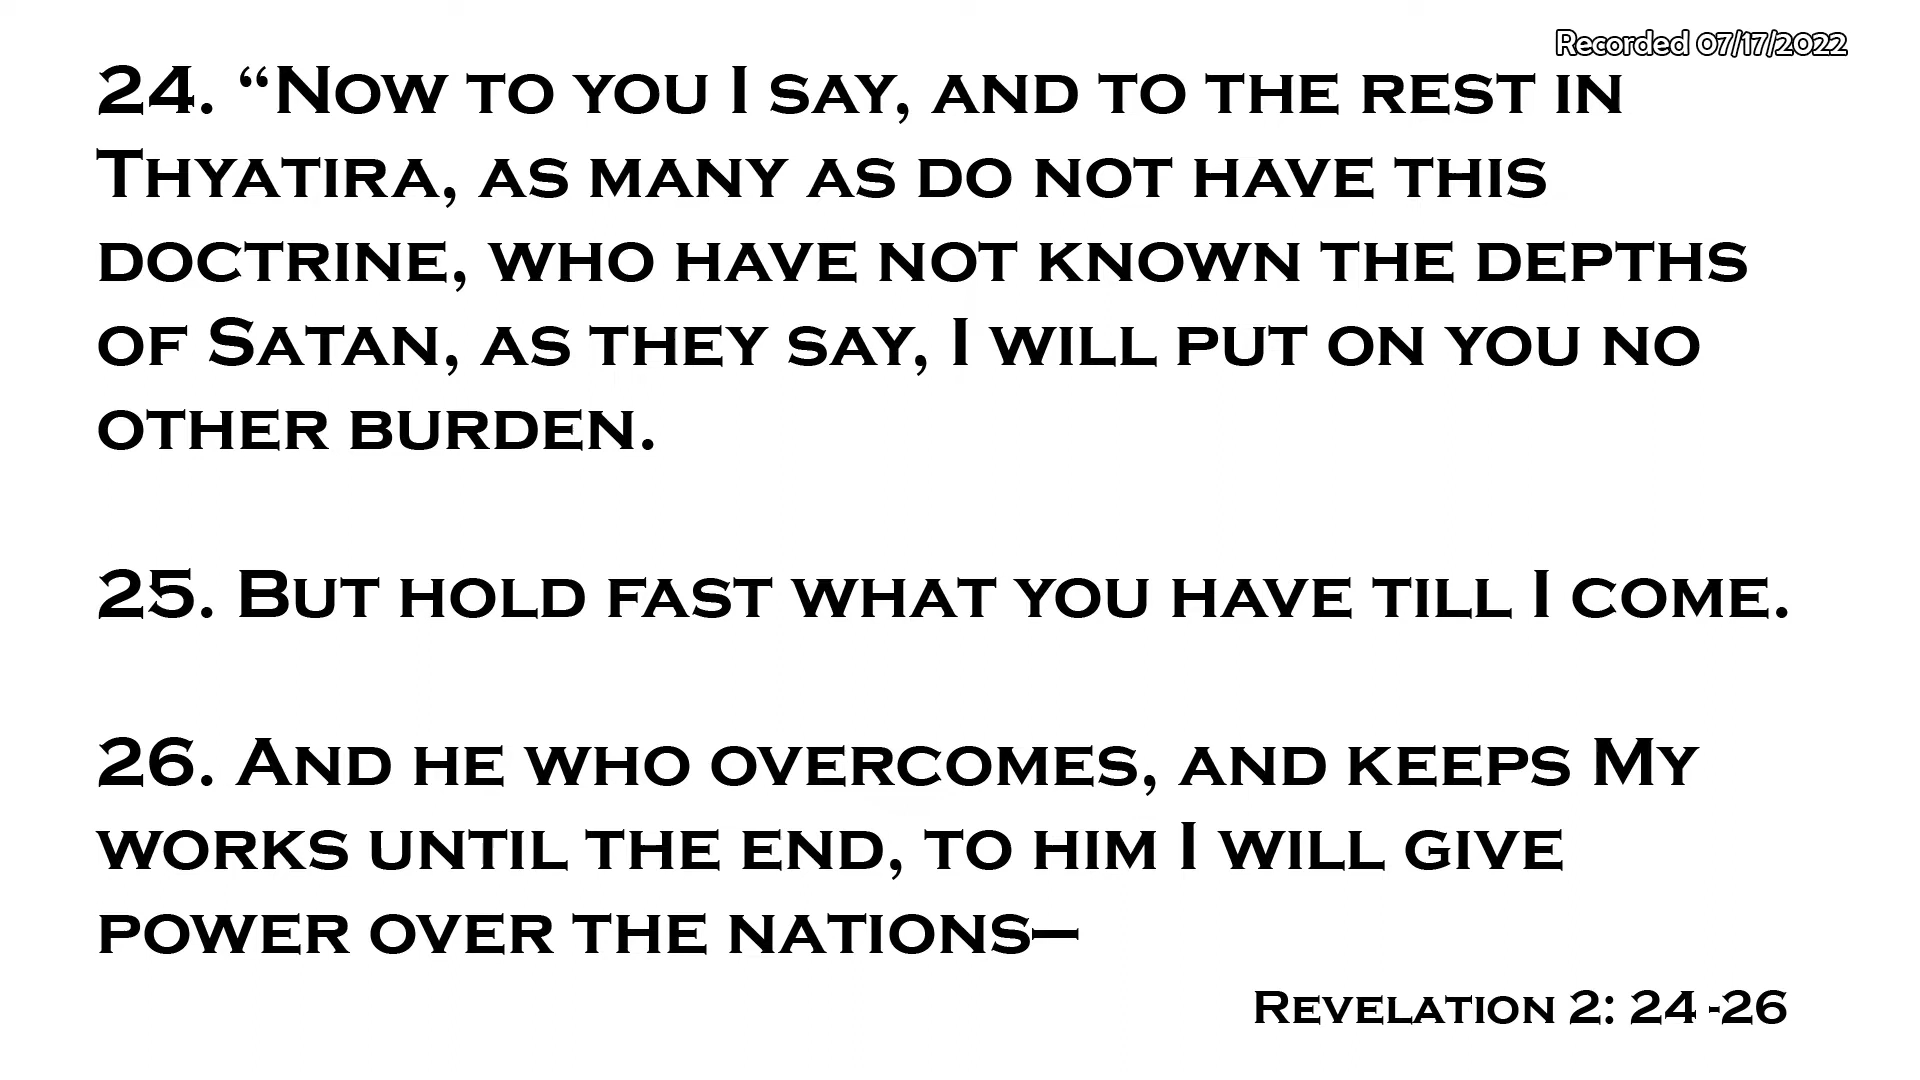 Recorded 07/17/2022
24. “Now to you I say, and to the rest in
Thyatira, as many as do not have this
doctrine, who have not known the depths
of Satan, as they say, I will put on you no
other burden.
25. But hold fast what you have till I come.
26. And he who overcomes, and keeps My
works until the end, to him I will give
power over the nations—
Revelation 2: 24 -26